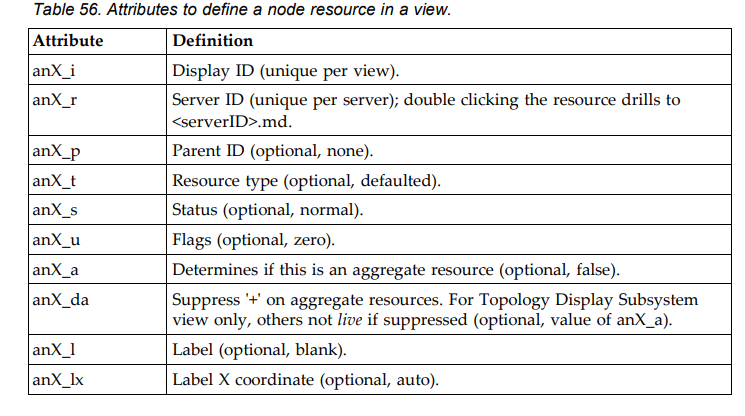 Table 56. Attributes to define a node resource in a view.
Attribute Definition
anX_i Display ID (unique per view).
anX_r Server ID (unique per server); double clicking the resource drills to
<serverID>.md.
anX_p Parent ID (optional, none).
anX_t Resource type (optional, defaulted).
anX_s Status (optional, normal).
anX_u Flags (optional, zero).
anX_a Determines if this is an aggregate resource (optional, false).
anX_da Suppress '+' on aggregate resources. For Topology Display Subsystem
view only, others not live if suppressed (optional, value of anX_a).
anX_l Label (optional, blank).
anX_lx Label X coordinate (optional, auto).